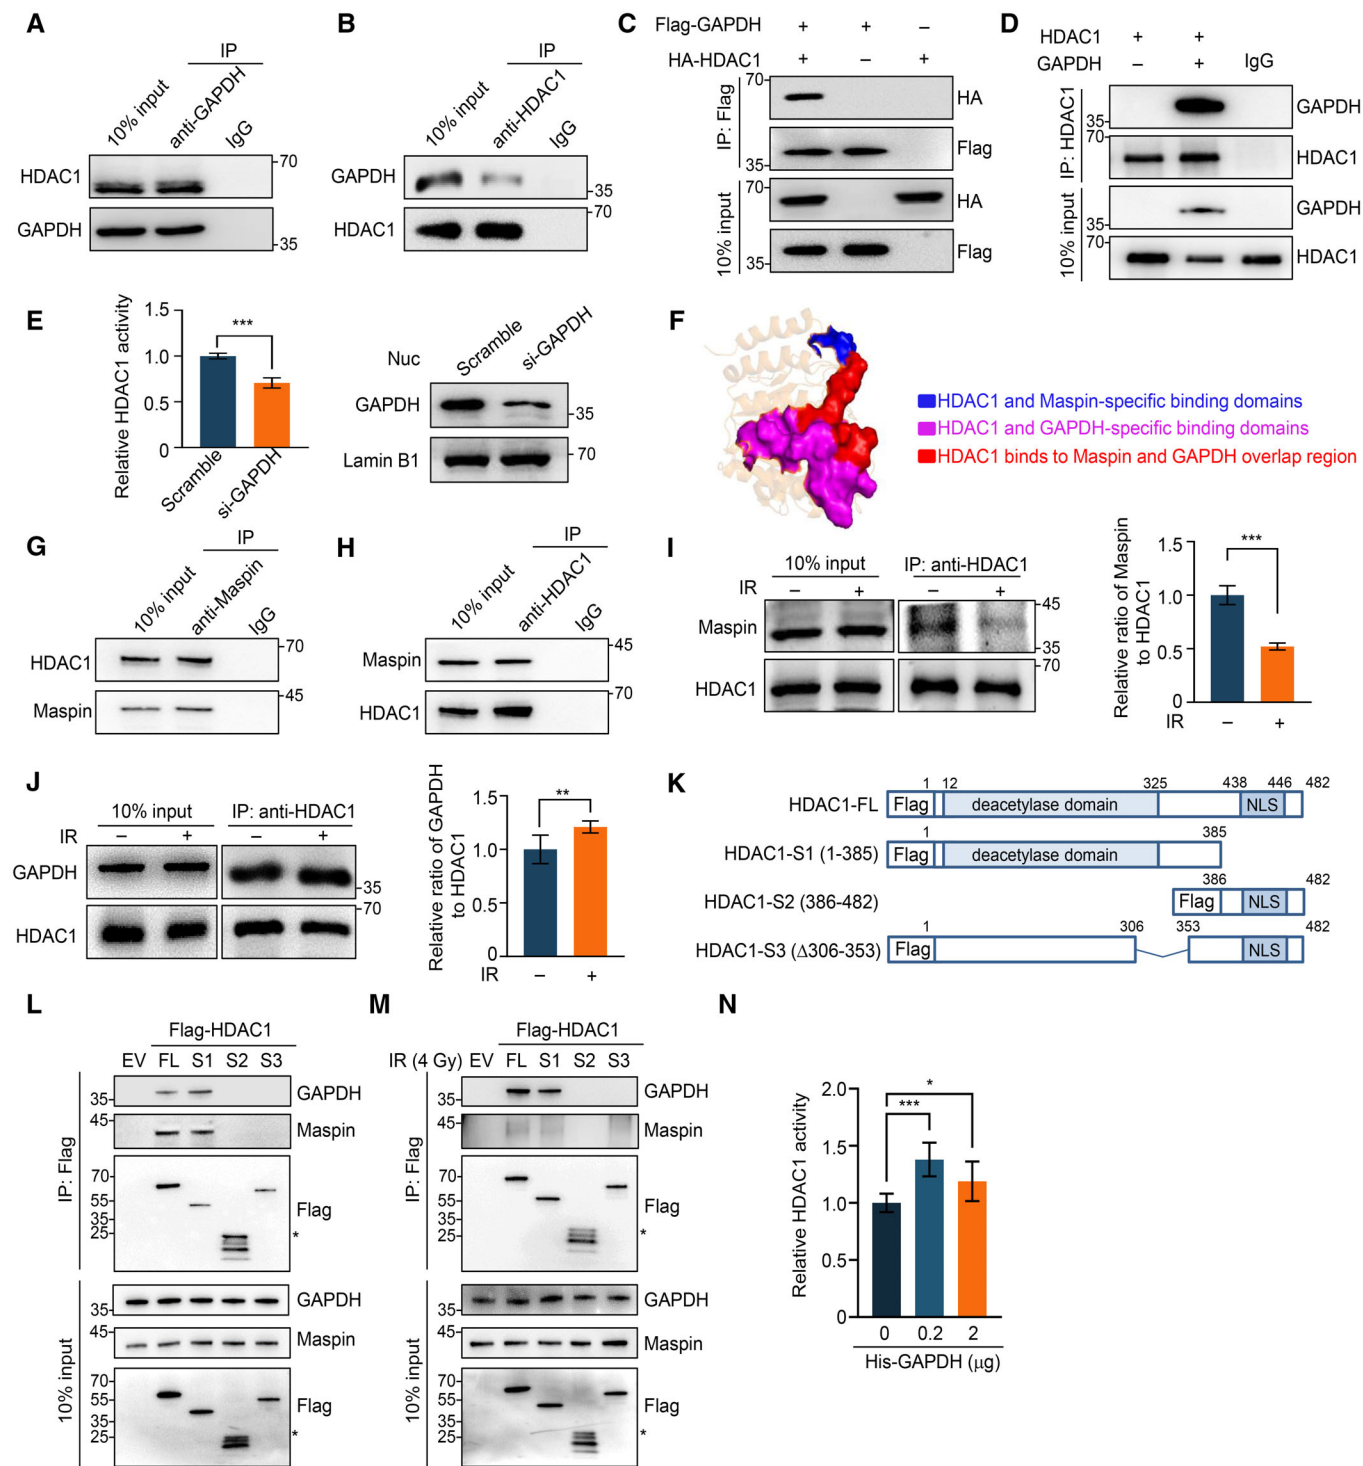 A
IP
10% input
anti-GAPDH
IgG
HDAC1
70
GAPDH
35
B
IP
10% input
anti-HDAC1
IgG
GAPDH
35
70
HDAC1
C
Flag-GAPDH + + –
HA-HDAC1 + – +
IP: Flag
70
HA
Flag
35
10% input
70
HA
Flag
35
D
HDAC1 + +
GAPDH – + IgG
IP: HDAC1
GAPDH
35
70
HDAC1
10% input
GAPDH
35
70
HDAC1
E
Relative HDAC1 activity
1.5
1.0
0.5
0
***
Scramble
si-GAPDH
Nuc
Scramble
si-GAPDH
GAPDH
35
Lamin B1
70
F
HDAC1 and Maspin-specific binding domains
HDAC1 and GAPDH-specific binding domains
HDAC1 binds to Maspin and GAPDH overlap region
G
IP
10% input
anti-Maspin
IgG
HDAC1
70
45
Maspin
H
IP
10% input
anti-HDAC1
IgG
45
Maspin
70
HDAC1
I
10% input IP: anti-HDAC1
IR – + – +
45
Maspin
35
70
HDAC1
Relative ratio of Maspin
to HDAC1
1.5
1.0
0.5
0
***
IR – +
J
10% input IP: anti-HDAC1
IR – + – +
GAPDH
35
70
HDAC1
Relative ratio of GAPDH
to HDAC1
1.5
1.0
0.5
0
**
IR – +
K
1 12 325 438 446 482
HDAC1-FL Flag deacetylase domain NLS
1 385
HDAC1-S1 (1-385) Flag deacetylase domain
386 482
HDAC1-S2 (386-482) Flag NLS
1 306 353 482
HDAC1-S3 (Δ306-353) Flag NLS
L
Flag-HDAC1
EV FL S1 S2 S3
IP: Flag
35
GAPDH
45
Maspin
70
55
35
25
Flag
*
10% input
35
GAPDH
45
Maspin
70
55
35
25
Flag
*
M
Flag-HDAC1
IR (4 Gy) EV FL S1 S2 S3
IP: Flag
35
GAPDH
45
Maspin
70
55
35
25
Flag
*
10% input
35
GAPDH
45
Maspin
70
55
35
25
Flag
*
N
Relative HDAC1 activity
2.0
1.5
1.0
0.5
0
*
***
0 0.2 2
His-GAPDH (μg)